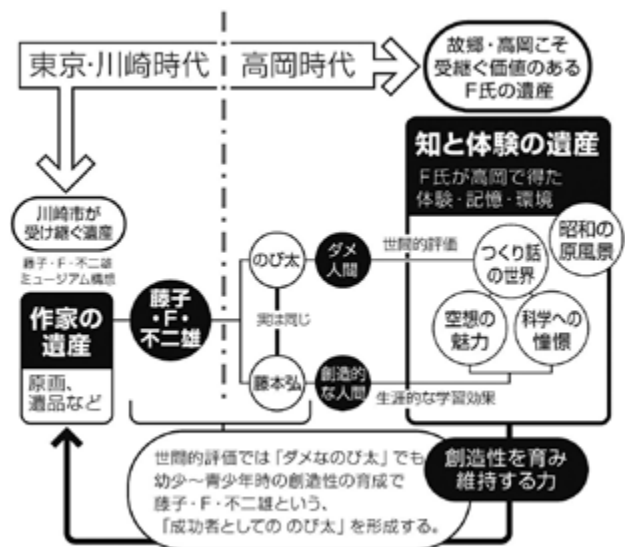 東京・川崎時代
高岡時代
故郷・高岡こそ
受継ぐ価値のある
F氏の遺産
川崎市が
受け継ぐ遺産
藤子・F・不二雄
ミュージアム構想
作家の
遺産
原画、
遺品など
藤子
・F・
不二雄
のび太
実は同じ
藤本弘
ダメ
人間
創造的
な人間
世間的評価
生涯的な学習効果
知と体験の遺産
F氏が高岡で得た
体験・記憶・環境
昭和の
原風景
つくり話
の世界
空想の
魅力
科学への
憧憬
世間的評価では「ダメなのび太」でも
幼少～青少年時の創造性の育成で
藤子・F・不二雄という、
「成功者としての のび太」を形成する。
創造性を育み
維持する力